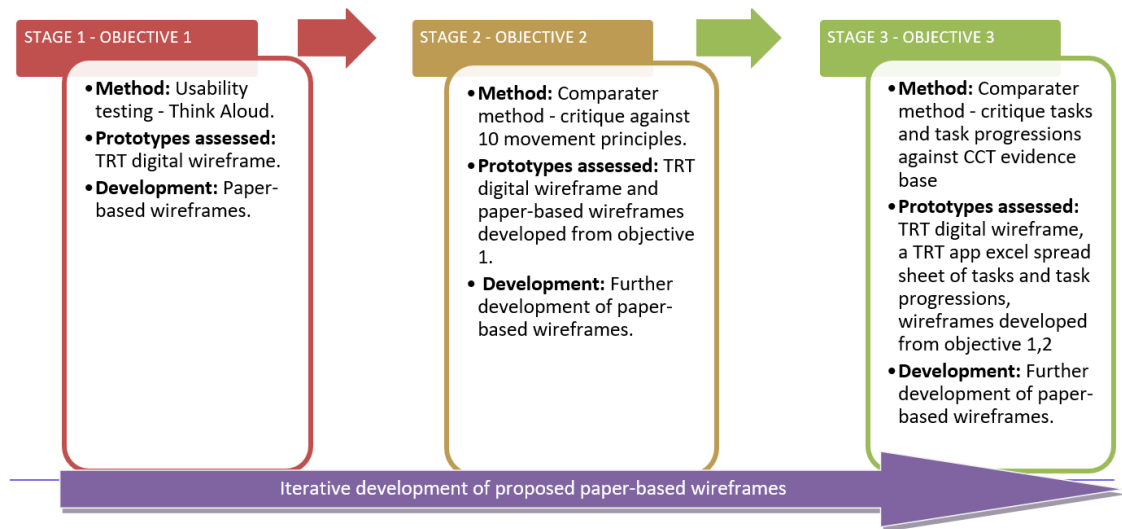 STAGE 1 - OBJECTIVE 1
•Method: Usability
testing - Think Aloud.
•Prototypes assessed:
TRT digital wireframe.
•Development: Paper-
based wireframes.
STAGE 2 - OBJECTIVE 2
•Method: Comparater
method - critique against
10 movement principles.
•Prototypes assessed: TRT
digital wireframe and
paper-based wireframes
developed from objective
1.
• Development: Further
development of paper-
based wireframes.
STAGE 3 - OBJECTIVE 3
•Method: Comparater
method - critique tasks
and task progressions
against CCT evidence
base
•Prototypes assessed:
TRT digital wireframe,
a TRT app excel spread
sheet of tasks and task
progressions,
wireframes developed
from objective 1,2
•Development: Further
development of paper-
based wireframes.
Iterative development of proposed paper-based wireframes